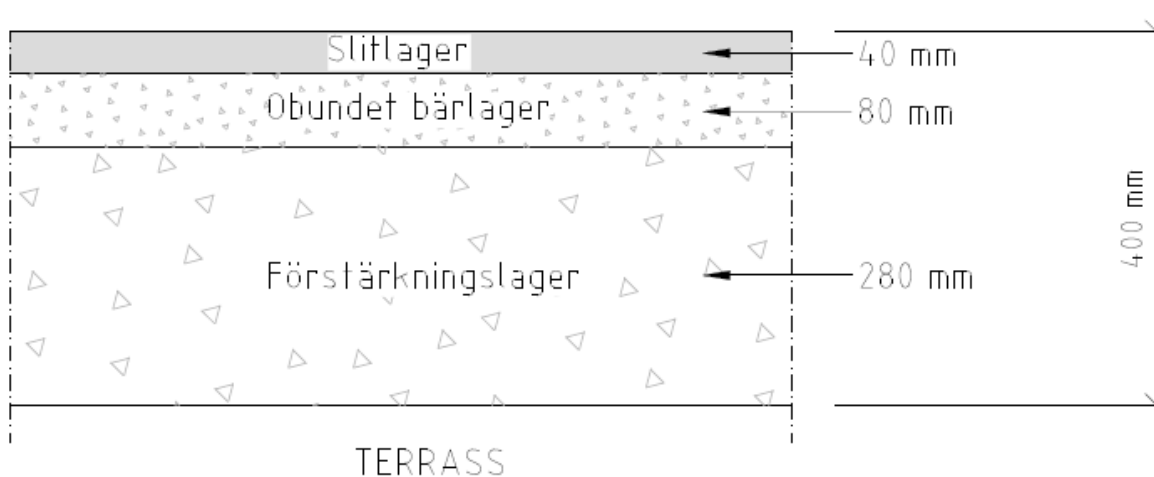 Slitlager
40 mm
Obundet bärlager
80 mm
400 mm
Förstärkningslager
280 mm
TERRASS